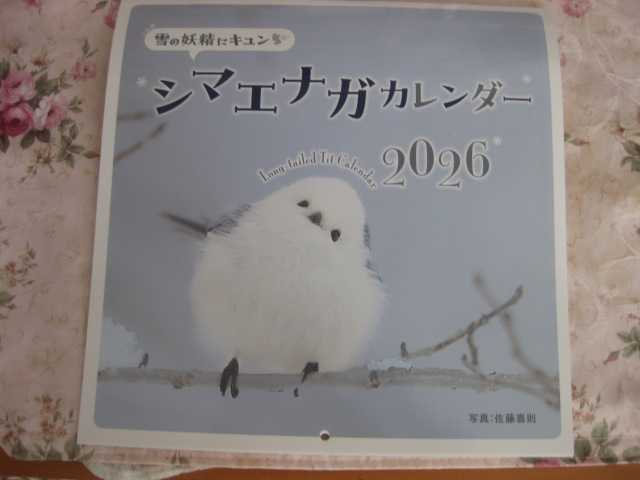 雪の妖精にキュン
シマエナガカレンダー
Long-tailed Tit Calendar
2026
写真:佐藤嘉則